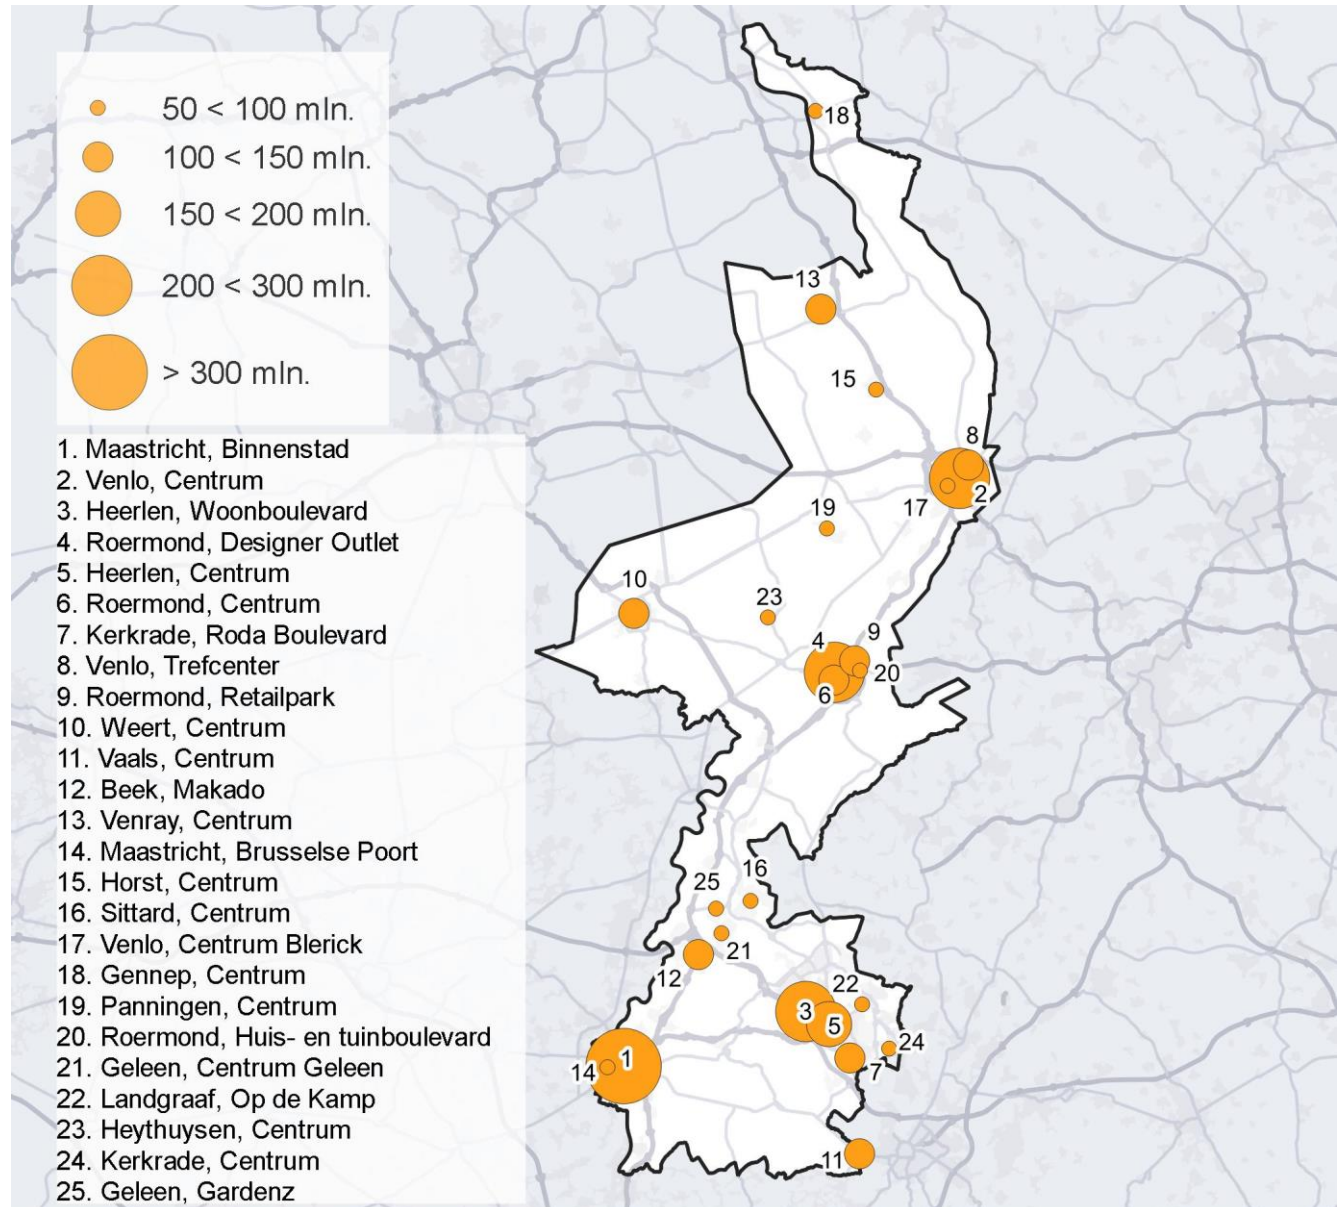 50 < 100 mln.
100 < 150 mln.
150 < 200 mln.
200 < 300 mln.
> 300 mln.
1. Maastricht, Binnenstad
2. Venlo, Centrum
3. Heerlen, Woonboulevard
4. Roermond, Designer Outlet
5. Heerlen, Centrum
6. Roermond, Centrum
7. Kerkrade, Roda Boulevard
8. Venlo, Trefcenter
9. Roermond, Retailpark
10. Weert, Centrum
11. Vaals, Centrum
12. Beek, Makado
13. Venray, Centrum
14. Maastricht, Brusselse Poort
15. Horst, Centrum
16. Sittard, Centrum
17. Venlo, Centrum Blerick
18. Gennep, Centrum
19. Panningen, Centrum
20. Roermond, Huis- en tuinboulevard
21. Geleen, Centrum Geleen
22. Landgraaf, Op de Kamp
23. Heythuysen, Centrum
24. Kerkrade, Centrum
25. Geleen, Gardenz
18
13
15
8
2
17
19
10
23
4
9
20
6
16
25
21
12
22
3
5
24
1
14
7
11